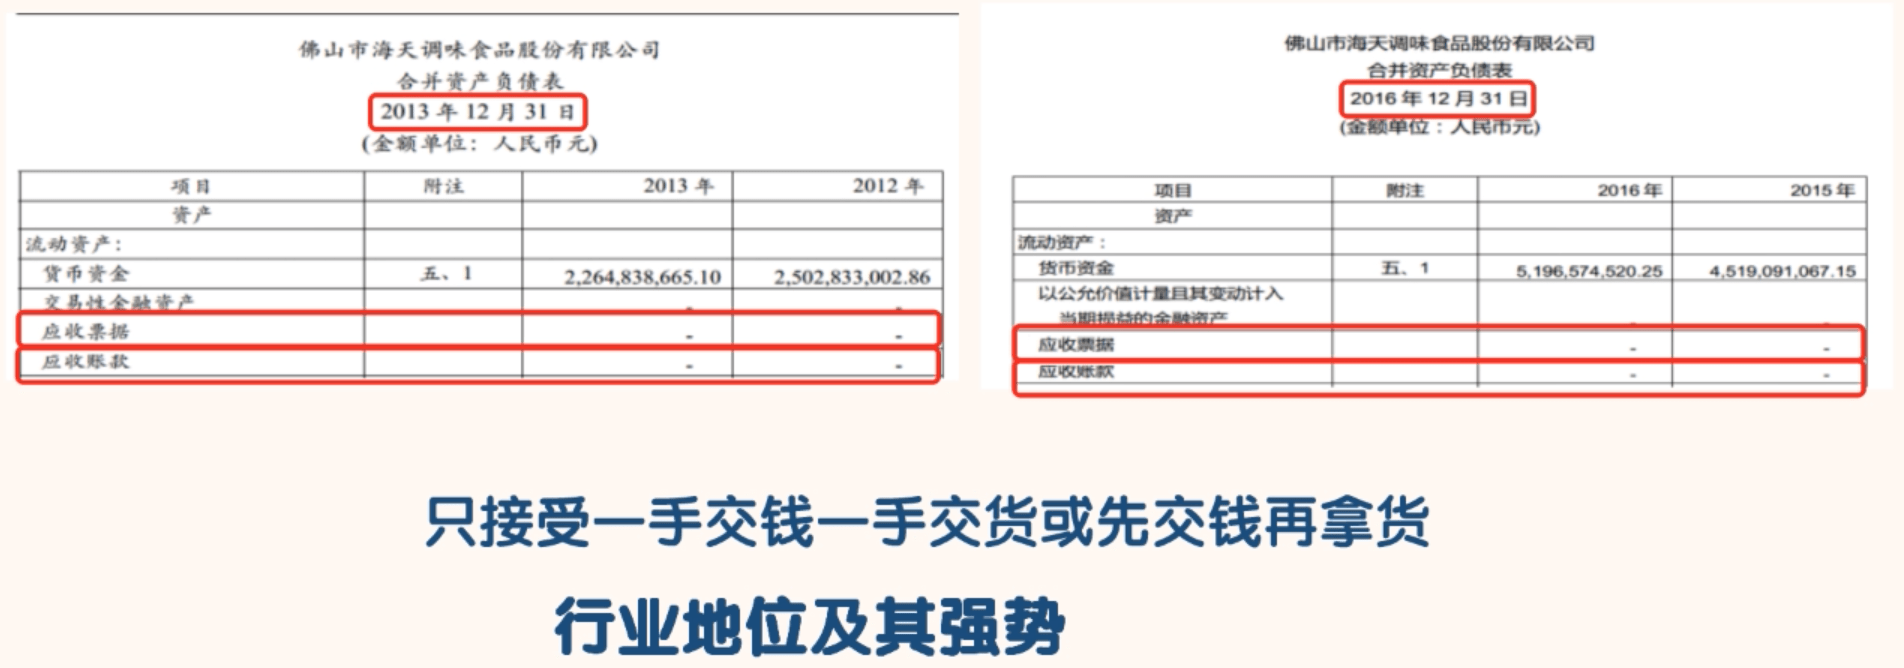 佛山市海天调味食品股份有限公司
合并资产负债表
2013 年 12 月 31 日
(金额单位：人民币元)
项目 附注 2013 年 2012 年
资产
流动资产：
货币资金 五、1 2,264,838,665.10 2,502,833,002.86
交易性金融资产 - -
应收票据 - -
应收账款 - -
佛山市海天调味食品股份有限公司
合并资产负债表
2016 年 12 月 31 日
(金额单位：人民币元)
项目 附注 2016 年 2015 年
资产
流动资产：
货币资金 五、1 5,196,574,520.25 4,519,091,067.15
以公允价值计量且其变动计入
当期损益的金融资产 - -
应收票据 - -
应收账款 - -
只接受一手交钱一手交货或先交钱再拿货
行业地位及其强势